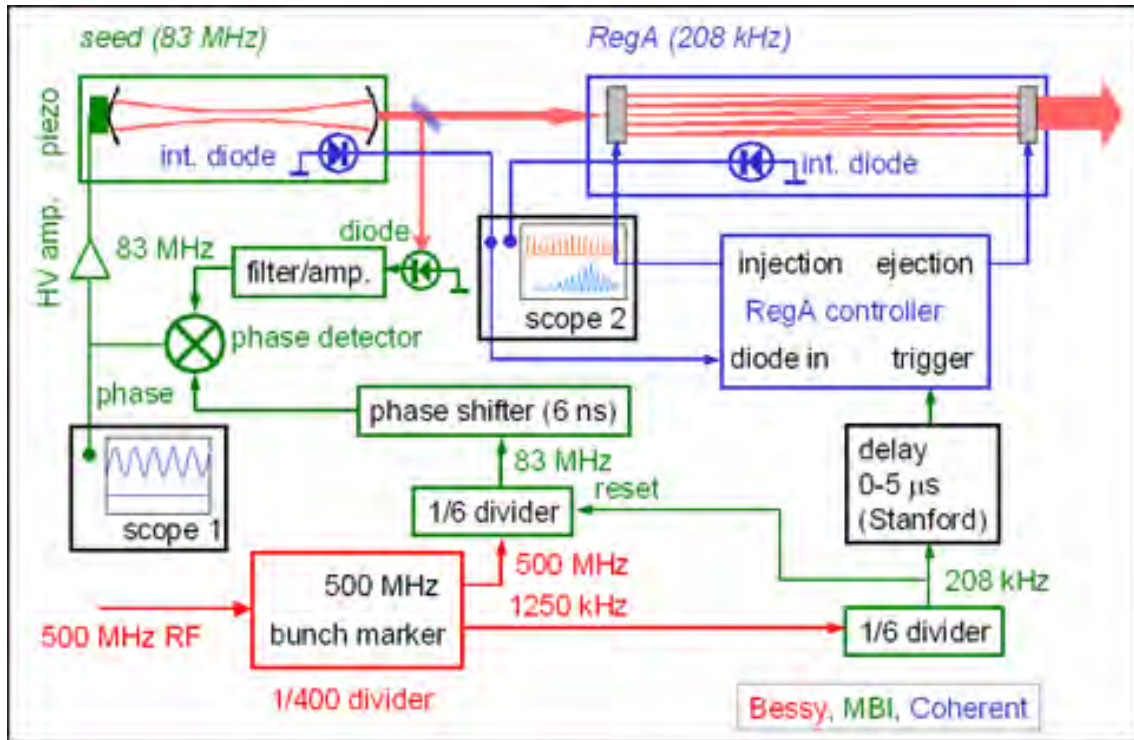 seed (83 MHz)
RegA (208 kHz)
piezo
int. diode
int. diode
HV amp.
83 MHz
diode
filter/amp.
phase detector
phase
scope 1
scope 2
injection ejection
RegA controller
diode in trigger
phase shifter (6 ns)
83 MHz
reset
1/6 divider
delay
0-5 μs
(Stanford)
500 MHz RF
500 MHz
bunch marker
500 MHz
1250 kHz
208 kHz
1/6 divider
1/400 divider
Bessy, MBI, Coherent